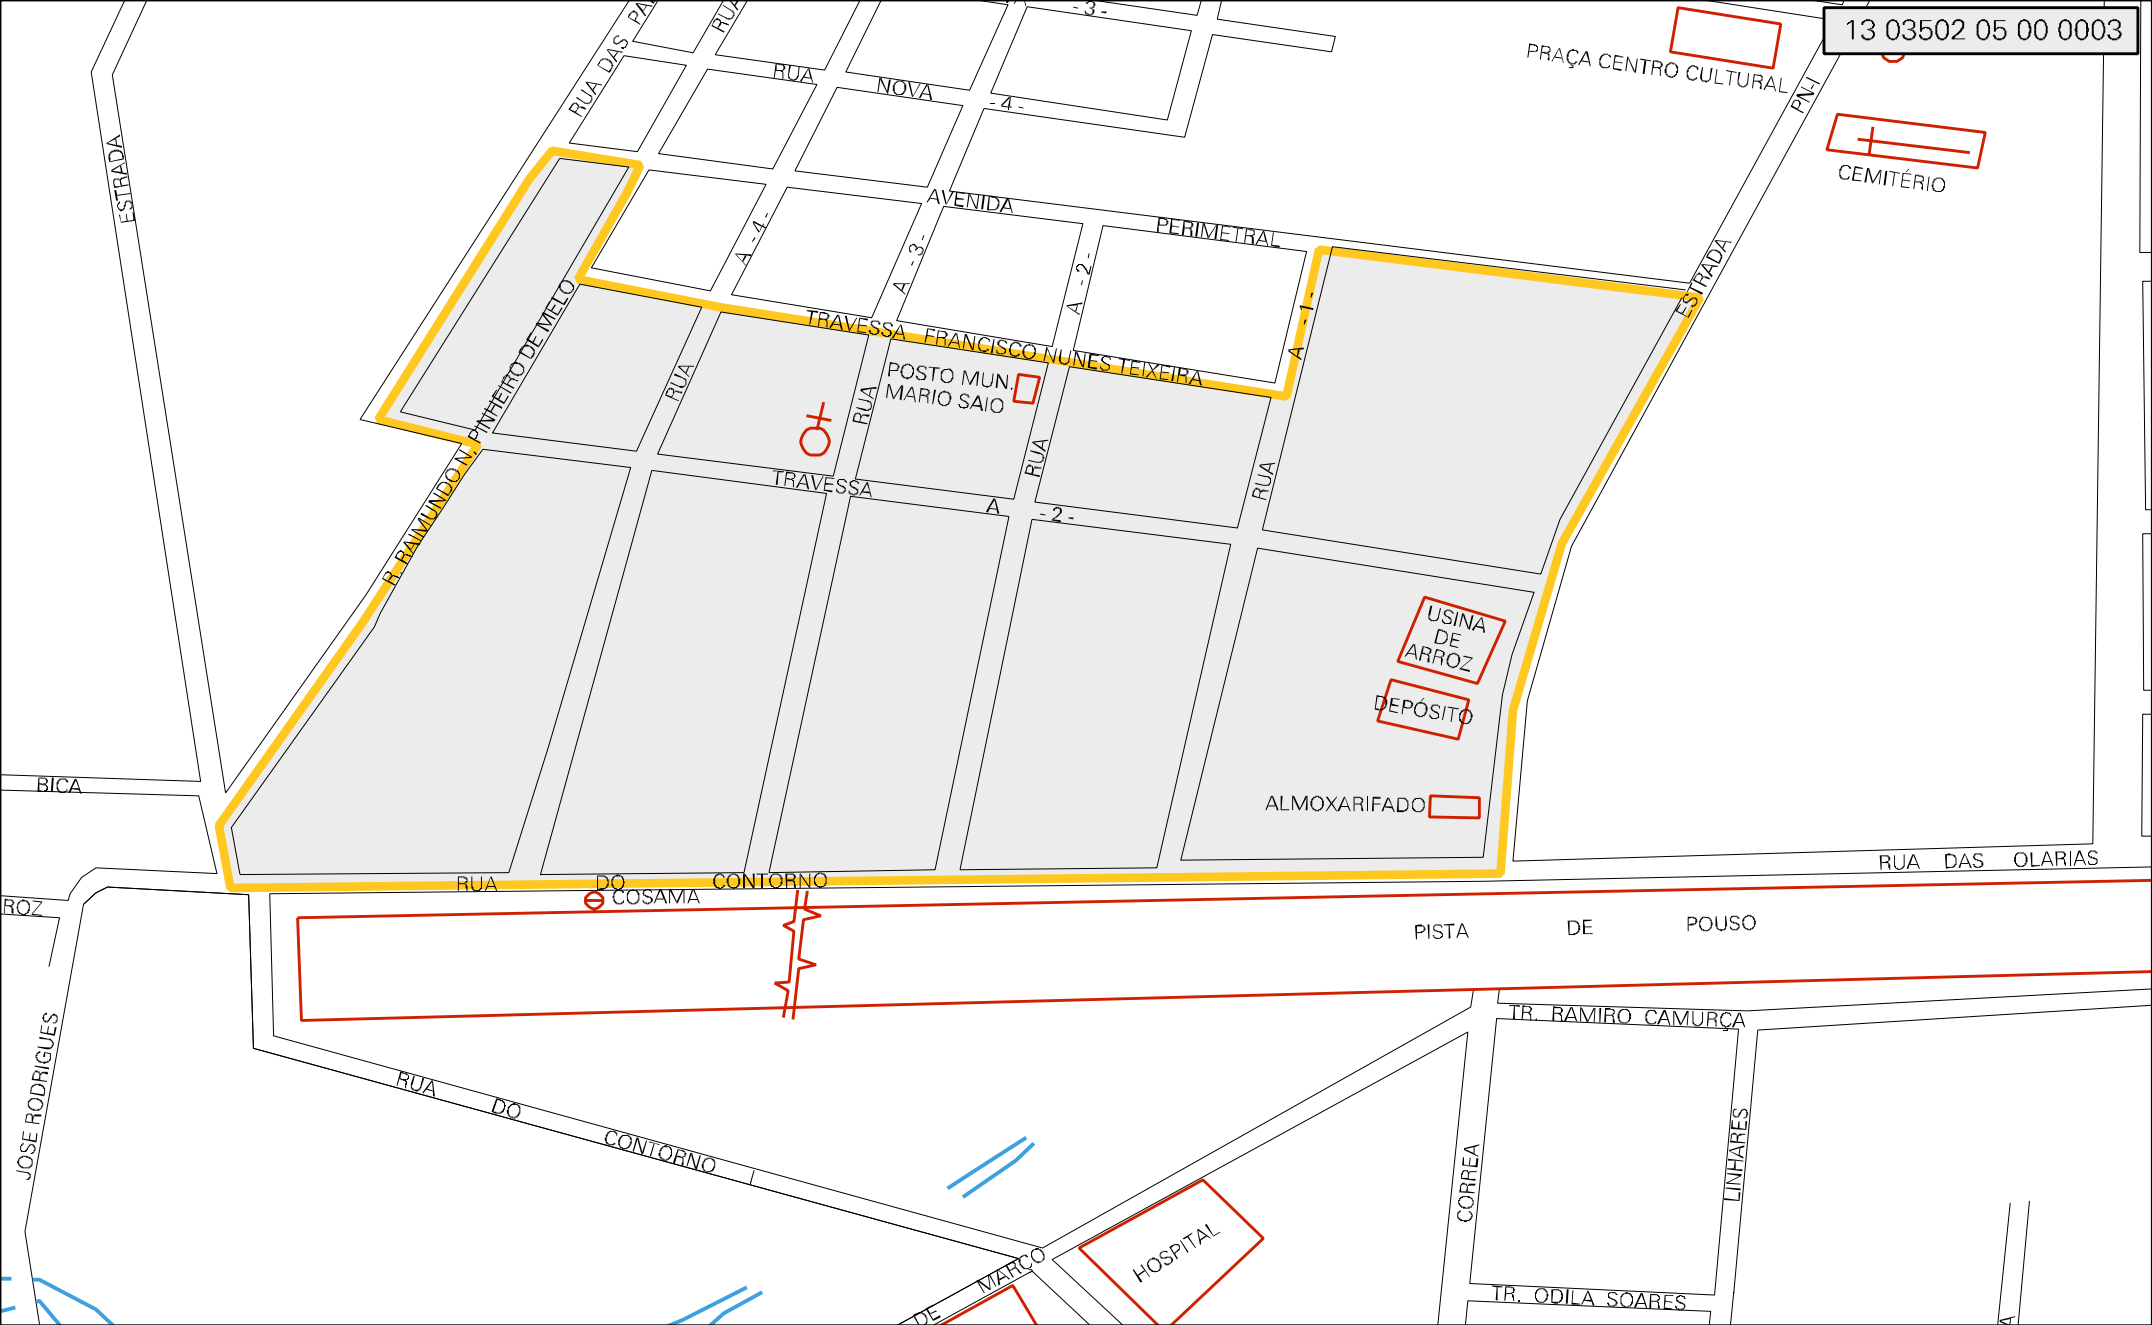 13 03502 05 00 0003
- 3 -
RUA
RUA DAS
PRAÇA CENTRO CULTURAL
RUA NOVA
- 4 -
PN-I
ESTRADA
CEMITÉRIO
AVENIDA PERIMETRAL
A - 4 -
A - 3 -
A - 2 -
A - 1 -
ESTRADA
TRAVESSA FRANCISCO NUNES TEIXEIRA
R. RAIMUNDO N. PINHEIRO DE MELO
RUA
RUA
RUA
RUA
POSTO MUN.
MARIO SAIO
TRAVESSA A - 2 -
USINA
DE
ARROZ
DEPÓSITO
ALMOXARIFADO
BICA
RUA DO CONTORNO
COSAMA
RUA DAS OLARIAS
ROZ
PISTA DE POUSO
TR. RAMIRO CAMURÇA
JOSE RODRIGUES
RUA DO CONTORNO
CORREA
LINHARES
HOSPITAL
DE MARÇO
TR. ODILA SOARES
A